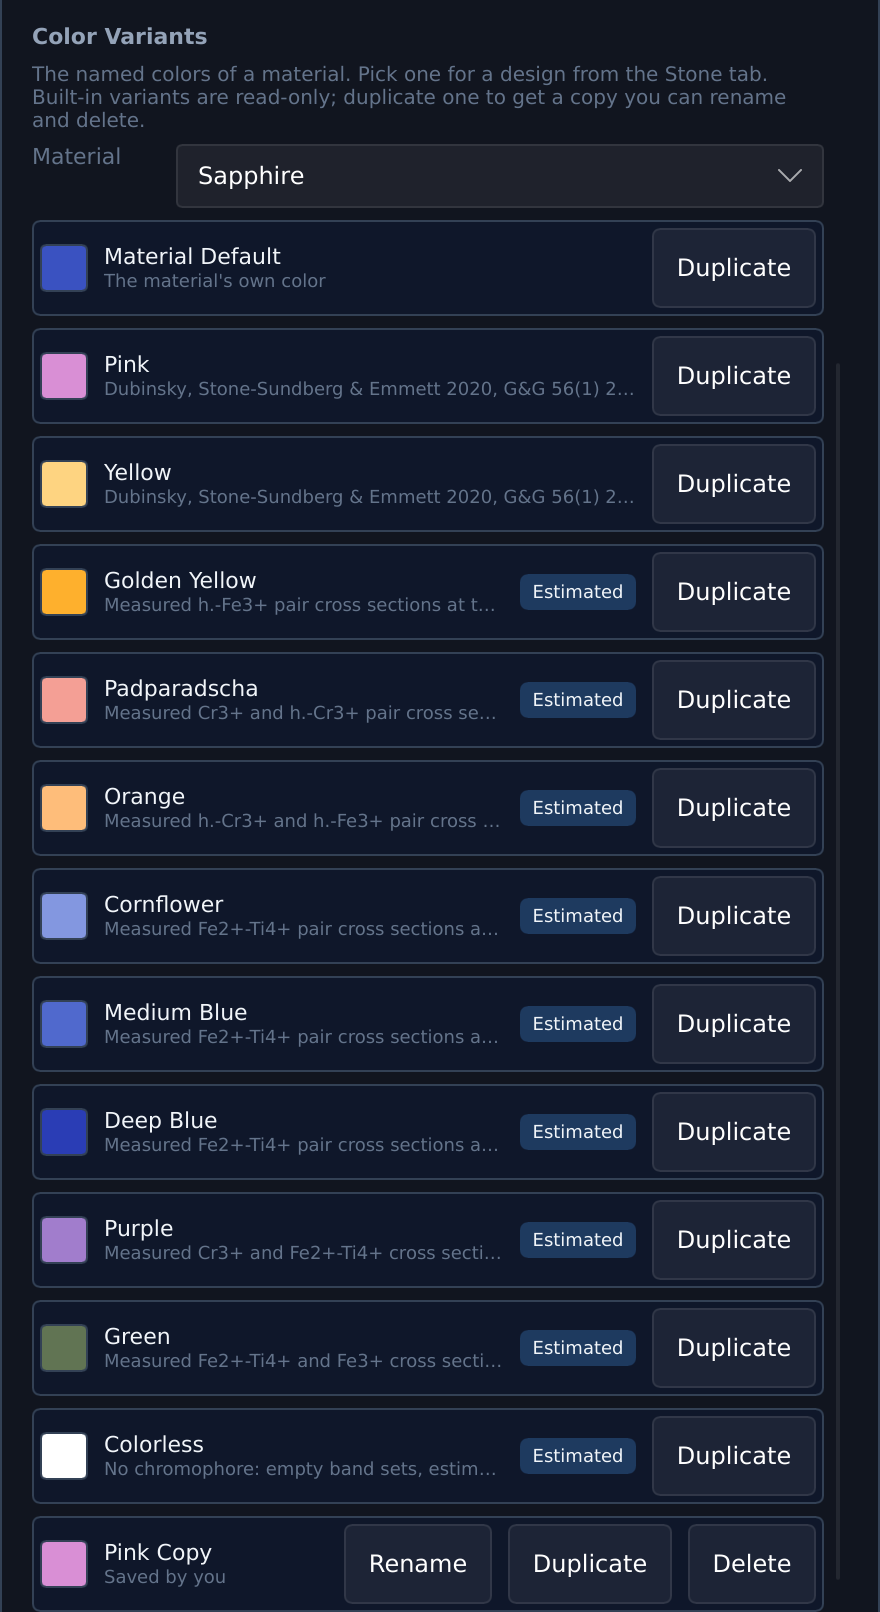 Color Variants
The named colors of a material. Pick one for a design from the Stone tab.
Built-in variants are read-only; duplicate one to get a copy you can rename
and delete.
Material
Sapphire
Material Default
The material's own color
Duplicate
Pink
Dubinsky, Stone-Sundberg & Emmett 2020, G&G 56(1) 2...
Duplicate
Yellow
Dubinsky, Stone-Sundberg & Emmett 2020, G&G 56(1) 2...
Duplicate
Golden Yellow
Measured h.-Fe3+ pair cross sections at t...
Estimated
Duplicate
Padparadscha
Measured Cr3+ and h.-Cr3+ pair cross se...
Estimated
Duplicate
Orange
Measured h.-Cr3+ and h.-Fe3+ pair cross ...
Estimated
Duplicate
Cornflower
Measured Fe2+-Ti4+ pair cross sections a...
Estimated
Duplicate
Medium Blue
Measured Fe2+-Ti4+ pair cross sections a...
Estimated
Duplicate
Deep Blue
Measured Fe2+-Ti4+ pair cross sections a...
Estimated
Duplicate
Purple
Measured Cr3+ and Fe2+-Ti4+ cross secti...
Estimated
Duplicate
Green
Measured Fe2+-Ti4+ and Fe3+ cross secti...
Estimated
Duplicate
Colorless
No chromophore: empty band sets, estim...
Estimated
Duplicate
Pink Copy
Saved by you
Rename
Duplicate
Delete